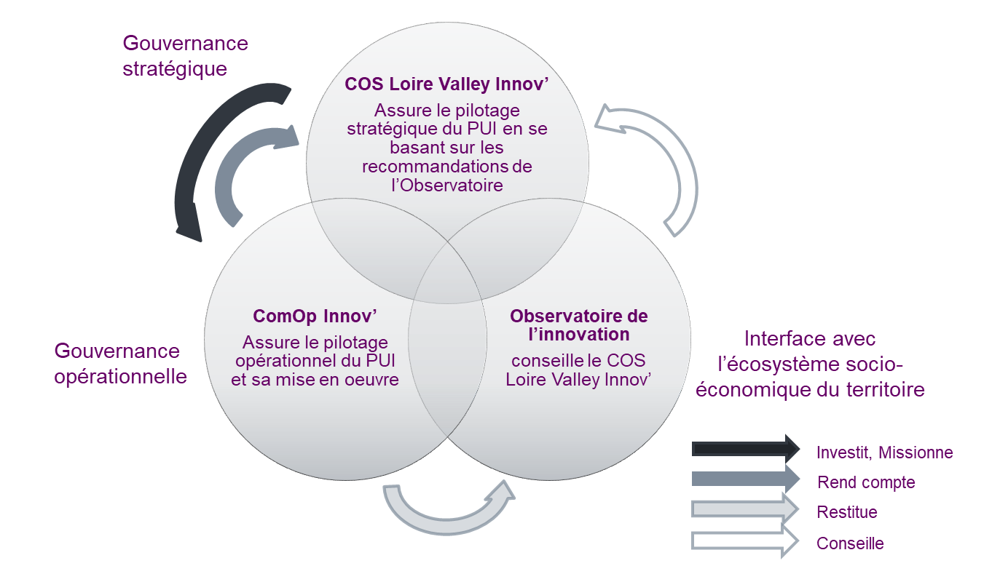 Gouvernance
stratégique
COS Loire Valley Innov’
Assure le pilotage
stratégique du PUI en se
basant sur les
recommandations de
l’Observatoire
ComOp Innov’
Assure le pilotage
opérationnel du PUI
et sa mise en oeuvre
Observatoire de
l’innovation
conseille le COS
Loire Valley Innov’
Gouvernance
opérationnelle
Interface avec
l’écosystème socio-
économique du territoire
Investit, Missionne
Rend compte
Restitue
Conseille